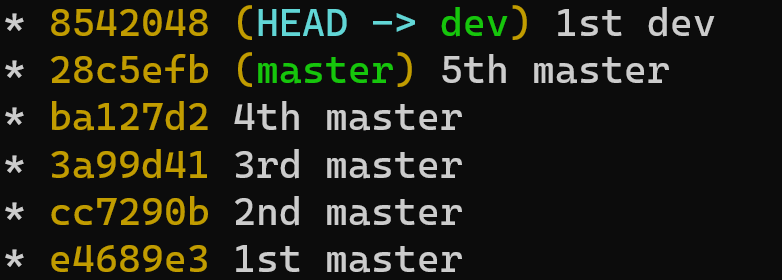 * 8542048 (HEAD -> dev) 1st dev
* 28c5efb (master) 5th master
* ba127d2 4th master
* 3a99d41 3rd master
* cc7290b 2nd master
* e4689e3 1st master